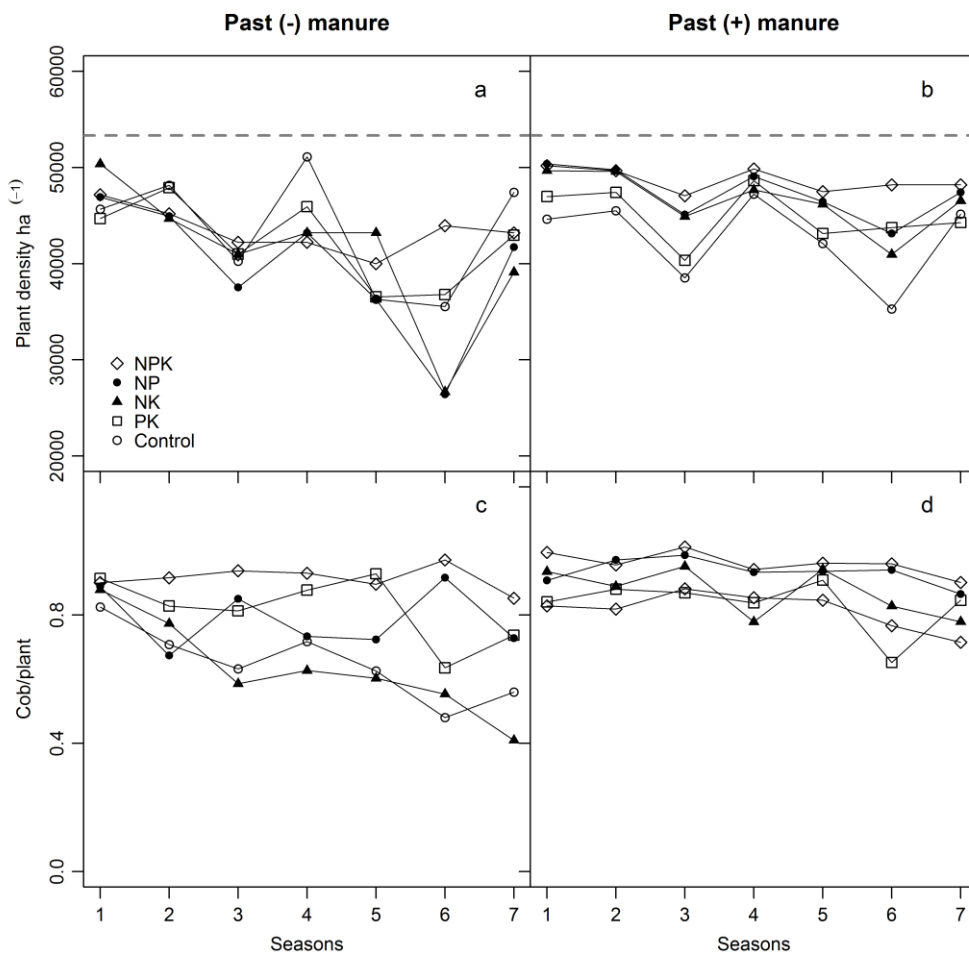 Past (-) manure
Past (+) manure
a
b
Plant density ha (−1)
60000
50000
40000
30000
20000
NPK
NP
NK
PK
Control
c
d
Cob/plant
0.8
0.4
0.0
1 2 3 4 5 6 7
1 2 3 4 5 6 7
Seasons
Seasons